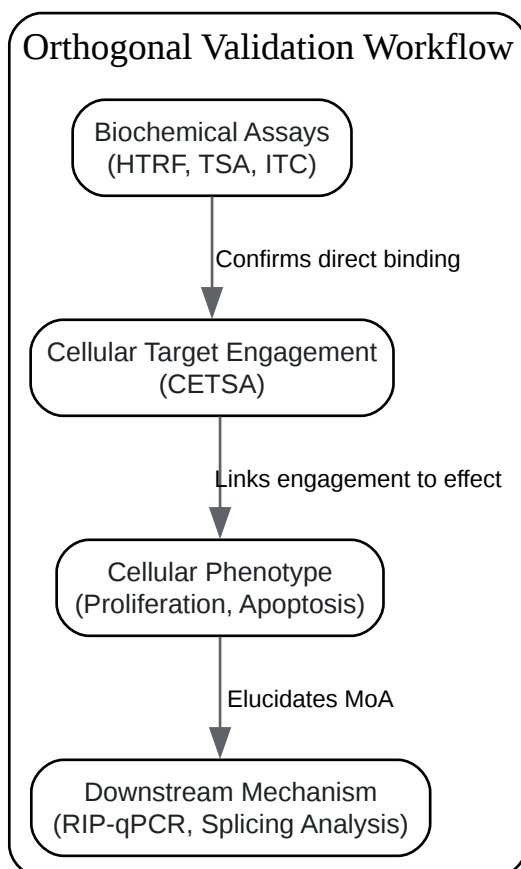 Orthogonal Validation Workflow
Biochemical Assays
(HTRF, TSA, ITC)
Confirms direct binding
Cellular Target Engagement
(CETSA)
Links engagement to effect
Cellular Phenotype
(Proliferation, Apoptosis)
Elucidates MoA
Downstream Mechanism
(RIP-qPCR, Splicing Analysis)